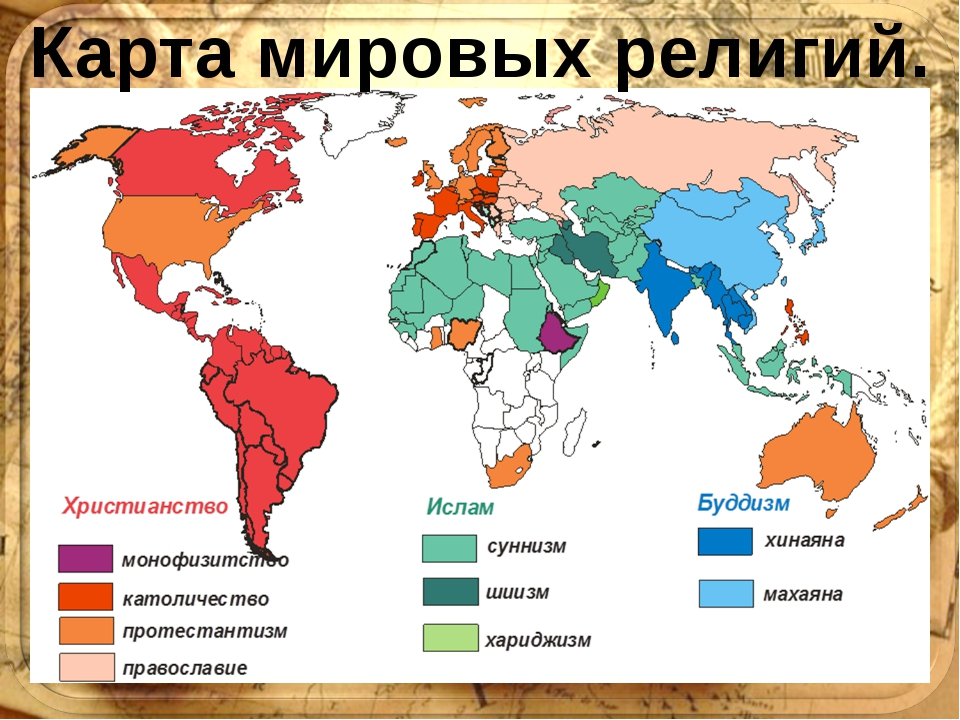 Карта мировых религий.
Христианство
монофизитство
католичество
протестантизм
православие
Ислам
суннизм
шиизм
хариджизм
Буддизм
хинаяна
махаяна